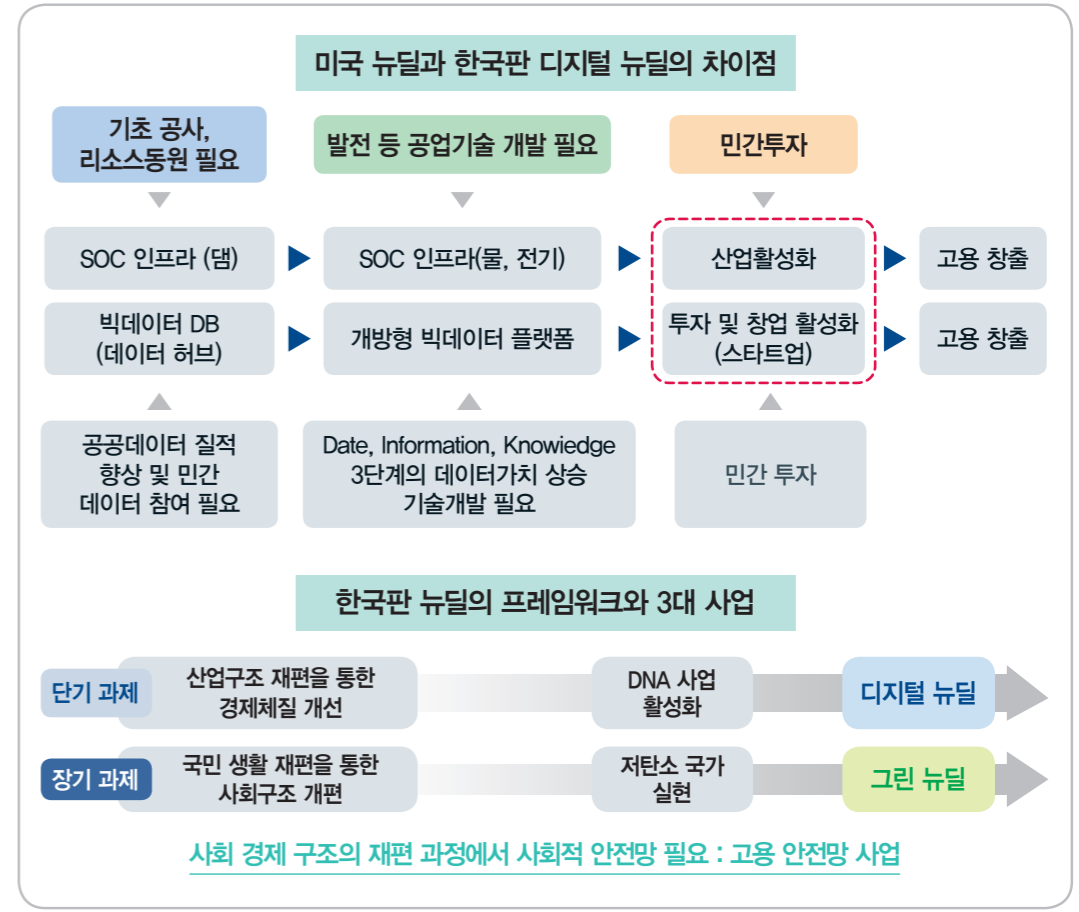 미국 뉴딜과 한국판 디지털 뉴딜의 차이점
기초 공사,
리소스동원 필요
발전 등 공업기술 개발 필요
민간투자
SOC 인프라 (댐)
SOC 인프라(물, 전기)
산업활성화
고용 창출
빅데이터 DB
(데이터 허브)
개방형 빅데이터 플랫폼
투자 및 창업 활성화
(스타트업)
고용 창출
공공데이터 질적
향상 및 민간
데이터 참여 필요
Date, Information, Knowiedge
3단계의 데이터가치 상승
기술개발 필요
민간 투자
한국판 뉴딜의 프레임워크와 3대 사업
단기 과제
산업구조 재편을 통한
경제체질 개선
DNA 사업
활성화
디지털 뉴딜
장기 과제
국민 생활 재편을 통한
사회구조 개편
저탄소 국가
실현
그린 뉴딜
사회 경제 구조의 재편 과정에서 사회적 안전망 필요 : 고용 안전망 사업